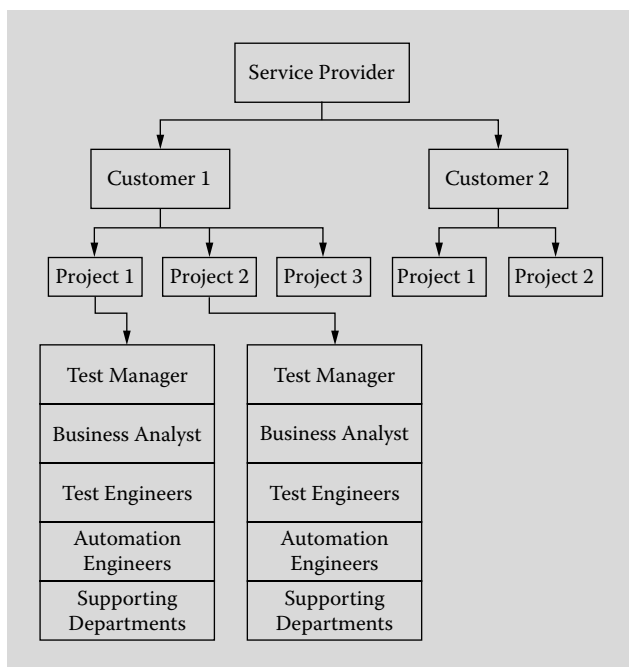 Service Provider
Customer 1
Customer 2
Project 1
Project 2
Project 3
Project 1
Project 2
Test Manager
Business Analyst
Test Engineers
Automation
Engineers
Supporting
Departments
Test Manager
Business Analyst
Test Engineers
Automation
Engineers
Supporting
Departments